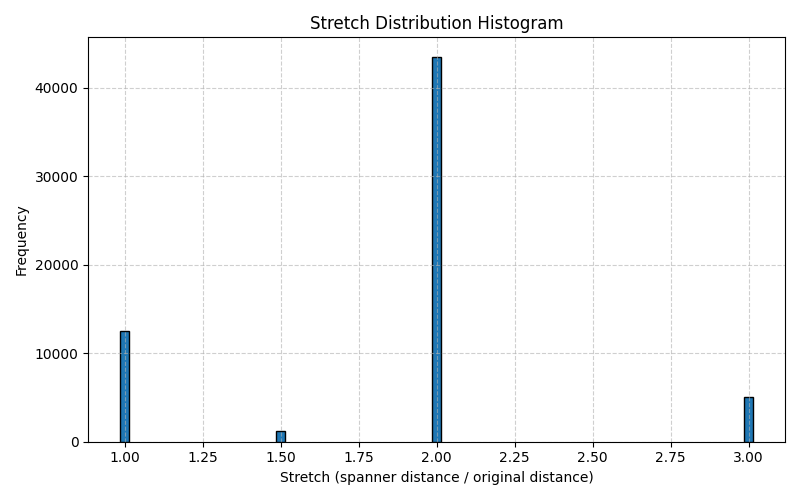 Stretch Distribution Histogram
Frequency
40000
30000
20000
10000
0
1.00 1.25 1.50 1.75 2.00 2.25 2.50 2.75 3.00
Stretch (spanner distance / original distance)